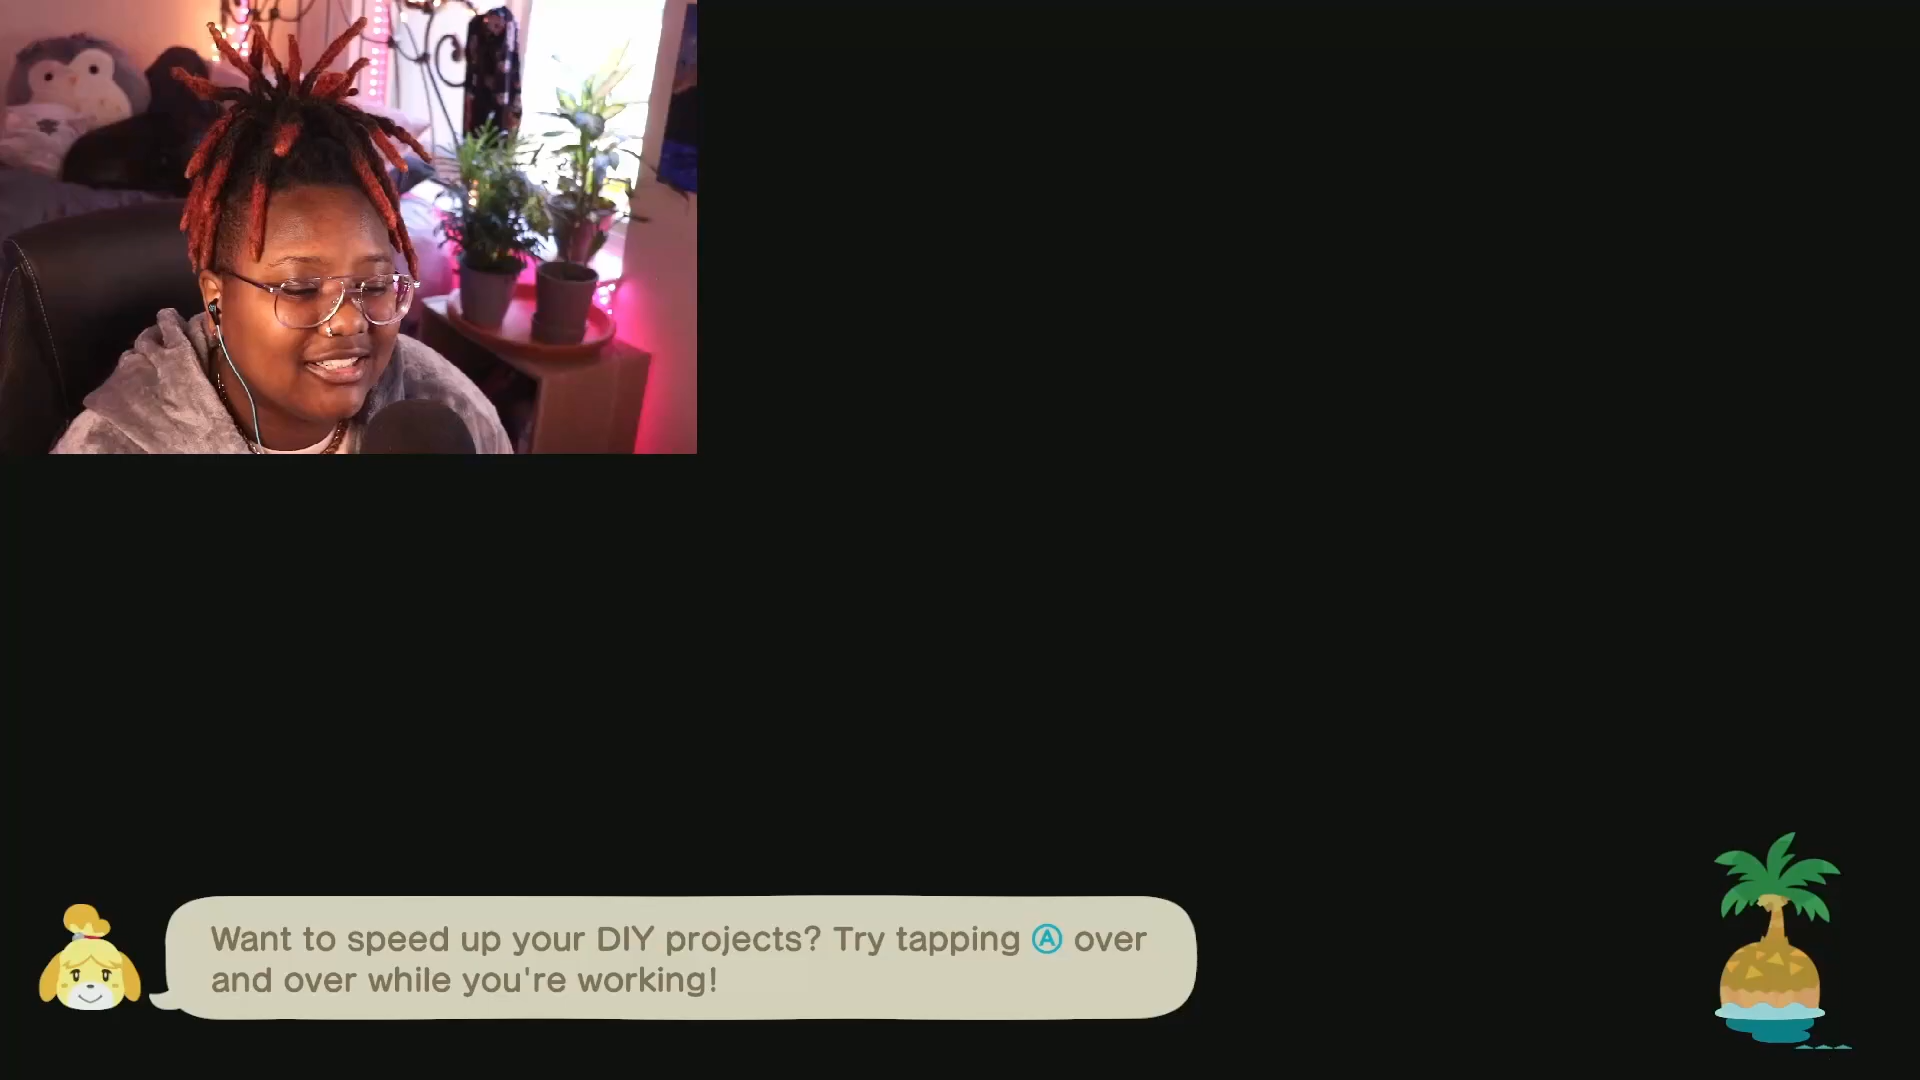 Want to speed up your DIY projects? Try tapping Ⓐ over
and over while you're working!